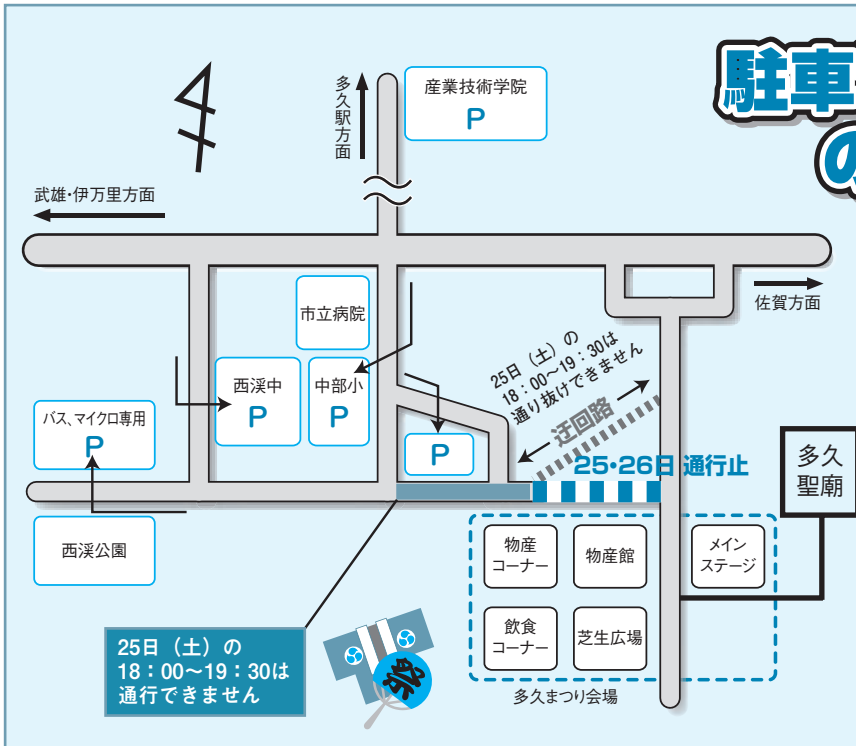 駐車
の
多久駅方面
産業技術学院
P
武雄・伊万里方面
佐賀方面
市立病院
西渓中
P
中部小
P
バス、マイクロ専用
P
P
25日（土）の
18：00〜19：30は
通り抜けできません
迂回路
25・26日 通行止
多久
聖廟
西渓公園
物産
コーナー
物産館
メイン
ステージ
飲食
コーナー
芝生広場
多久まつり会場
25日（土）の
18：00〜19：30は
通行できません
祭